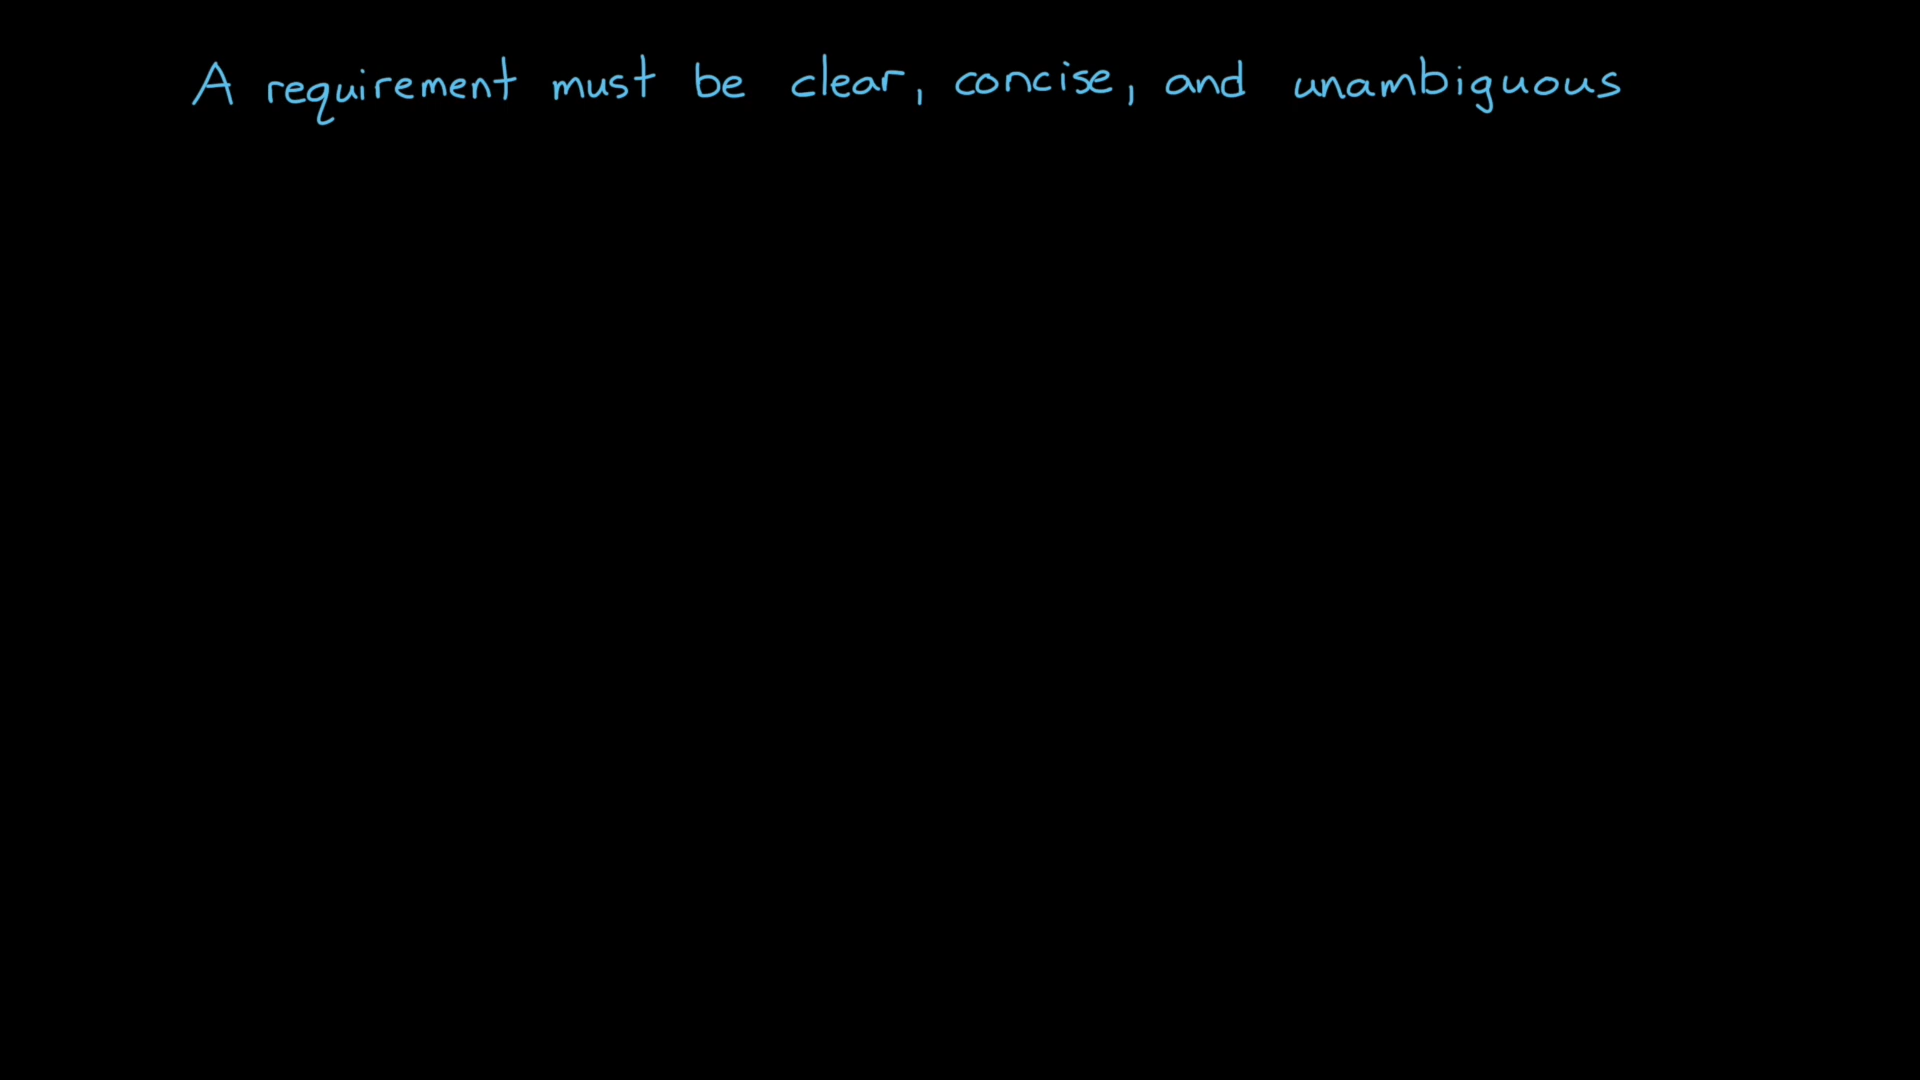 A requirement must be clear, concise, and unambiguous